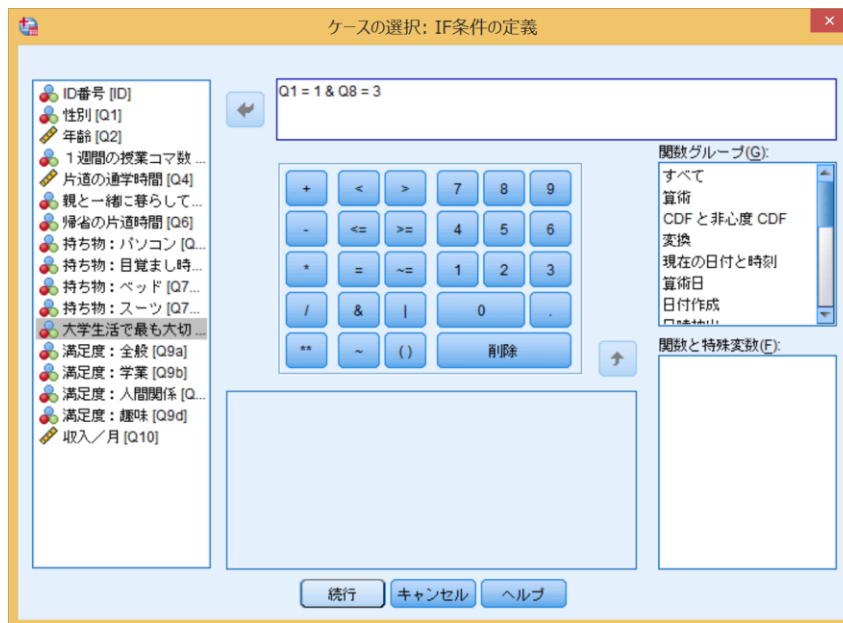 ケースの選択: IF条件の定義
ID番号 [ID]
性別 [Q1]
年齢 [Q2]
１週間の授業コマ数 ...
片道の通学時間 [Q4]
親と一緒に暮らして...
帰省の片道時間 [Q6]
持ち物：パソコン [Q...
持ち物：目覚まし時...
持ち物：ベッド [Q7...
持ち物：スーツ [Q7...
大学生活で最も大切 ...
満足度：全般 [Q9a]
満足度：学業 [Q9b]
満足度：人間関係 [Q...
満足度：趣味 [Q9d]
収入／月 [Q10]
Q1 = 1 & Q8 = 3
+ < > 7 8 9
- <= >= 4 5 6
* = ~= 1 2 3
/ & | 0 .
** ~ ( ) 削除
関数グループ(G):
すべて
算術
CDF と非心度 CDF
変換
現在の日付と時刻
算術日
日付作成
日時抽出
関数と特殊変数(F):
続行 キャンセル ヘルプ